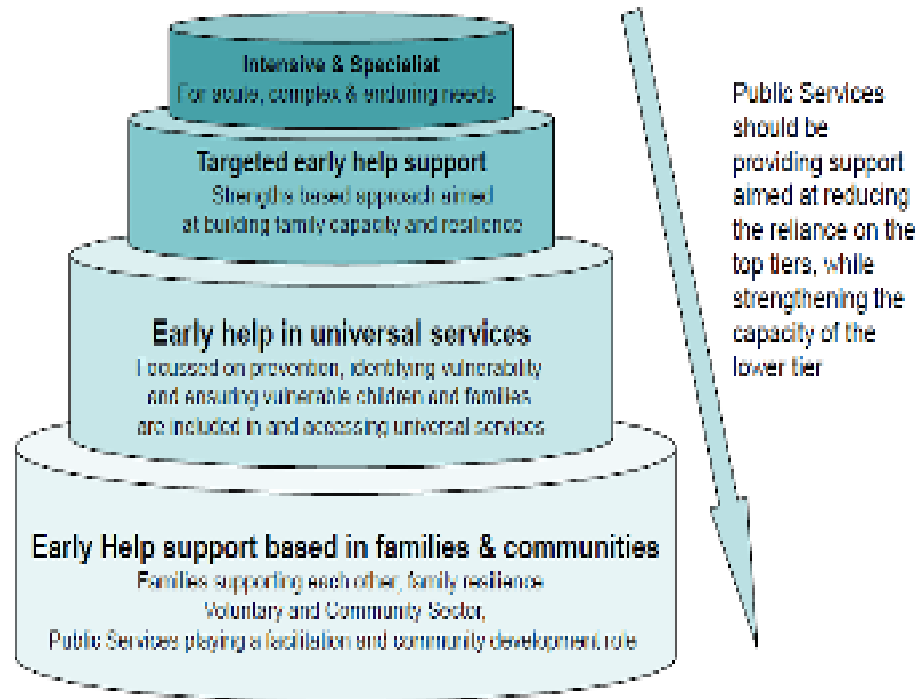 Intensive & Specialist
For acute, complex & enduring needs
Targeted early help support
Strengths based approach aimed
at building family capacity and resilience
Early help in universal services
Focussed on prevention, identifying vulnerability
and ensuring vulnerable children and families
are included in and accessing universal services
Early Help support based in families & communities
Families supporting each other, family resilience
Voluntary and Community Sector,
Public Services playing a facilitation and community development role
Public Services
should be
providing support
aimed at reducing
the reliance on the
top tiers, while
strengthening the
capacity of the
lower tier